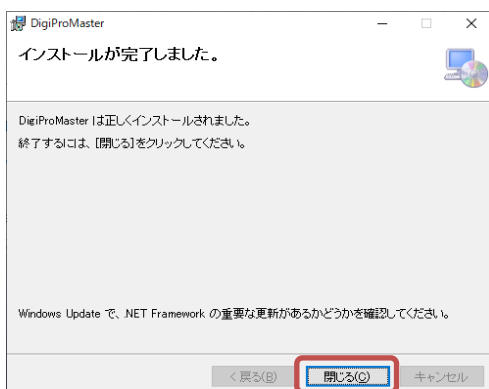 DigiProMaster
インストールが完了しました。
DigiProMaster は正しくインストールされました。
終了するには、[閉じる]をクリックしてください。
Windows Update で、.NET Framework の重要な更新があるかどうかを確認してください。
< 戻る(B)
閉じる(C)
キャンセル